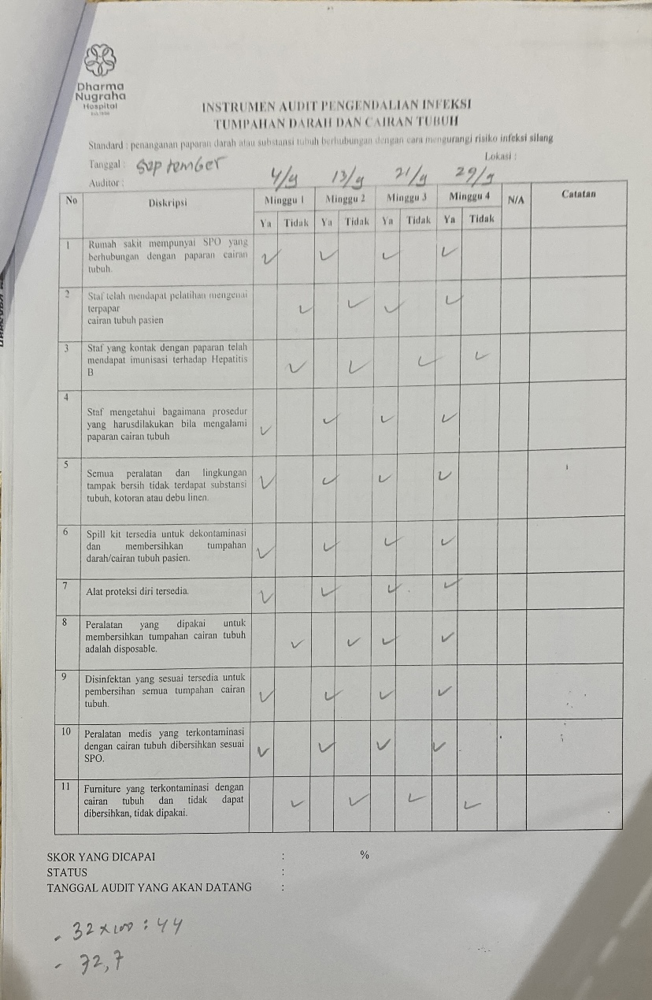 Dharma
Nugraha
Hospital
INSTRUMEN AUDIT PENGENDALIAN INFEKSI
TUMPAHAN DARAH DAN CAIRAN TUBUH
Standard : penanganan paparan darah atau substansi tubuh berhubungan dengan cara mengurangi risiko infeksi silang
Tanggal : September
Lokasi :
Auditor :
4/9 13/9 21/9 29/9
No Diskripsi Minggu 1 Minggu 2 Minggu 3 Minggu 4 N/A Catatan
Ya Tidak Ya Tidak Ya Tidak Ya Tidak
1 Rumah sakit mempunyai SPO yang
berhubungan dengan paparan cairan
tubuh.
2 Staf telah mendapat pelatihan mengenai
terpapar
cairan tubuh pasien
3 Staf yang kontak dengan paparan telah
mendapat imunisasi terhadap Hepatitis
B
4
Staf mengetahui bagaimana prosedur
yang harusdilakukan bila mengalami
paparan cairan tubuh
5
Semua peralatan dan lingkungan
tampak bersih tidak terdapat substansi
tubuh, kotoran atau debu linen.
6 Spill kit tersedia untuk dekontaminasi
dan membersihkan tumpahan
darah/cairan tubuh pasien.
7 Alat proteksi diri tersedia.
8 Peralatan yang dipakai untuk
membersihkan tumpahan cairan tubuh
adalah disposable.
9 Disinfektan yang sesuai tersedia untuk
pembersihan semua tumpahan cairan
tubuh.
10 Peralatan medis yang terkontaminasi
dengan cairan tubuh dibersihkan sesuai
SPO.
11 Furniture yang terkontaminasi dengan
cairan tubuh dan tidak dapat
dibersihkan, tidak dipakai.
SKOR YANG DICAPAI : %
STATUS :
TANGGAL AUDIT YANG AKAN DATANG :
- 32 x 100 : 44
- 72,7